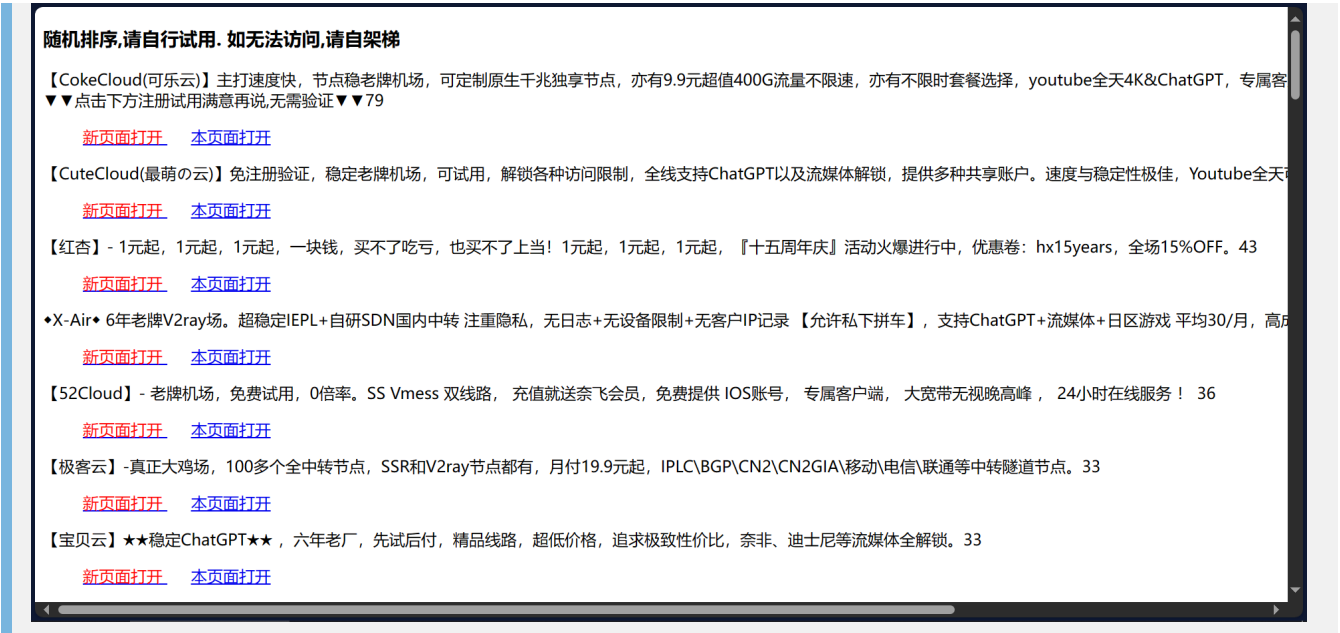 随机排序,请自行试用. 如无法访问,请自架梯
【CokeCloud(可乐云)】主打速度快，节点稳老牌机场，可定制原生千兆独享节点，亦有9.9元超值400G流量不限速，亦有不限时套餐选择，youtube全天4K&ChatGPT，专属客
▼▼点击下方注册试用满意再说,无需验证▼▼79
新页面打开 本页面打开
【CuteCloud(最萌の云)】免注册验证，稳定老牌机场，可试用，解锁各种访问限制，全线支持ChatGPT以及流媒体解锁，提供多种共享账户。速度与稳定性极佳，Youtube全天
新页面打开 本页面打开
【红杏】- 1元起，1元起，1元起，一块钱，买不了吃亏，也买不了上当！1元起，1元起，1元起，『十五周年庆』活动火爆进行中，优惠卷：hx15years，全场15%OFF。43
新页面打开 本页面打开
◆X-Air◆ 6年老牌V2ray场。超稳定IEPL+自研SDN国内中转 注重隐私，无日志+无设备限制+无客户IP记录 【允许私下拼车】，支持ChatGPT+流媒体+日区游戏 平均30/月，高
新页面打开 本页面打开
【52Cloud】- 老牌机场，免费试用，0倍率。SS Vmess 双线路， 充值就送奈飞会员，免费提供 IOS账号， 专属客户端， 大宽带无视晚高峰 ， 24小时在线服务！ 36
新页面打开 本页面打开
【极客云】-真正大鸡场，100多个全中转节点，SSR和V2ray节点都有，月付19.9元起，IPLC\BGP\CN2\CN2GIA\移动\电信\联通等中转隧道节点。33
新页面打开 本页面打开
【宝贝云】★★稳定ChatGPT★★ ，六年老厂，先试后付，精品线路，超低价格，追求极致性价比，奈非、迪士尼等流媒体全解锁。33
新页面打开 本页面打开